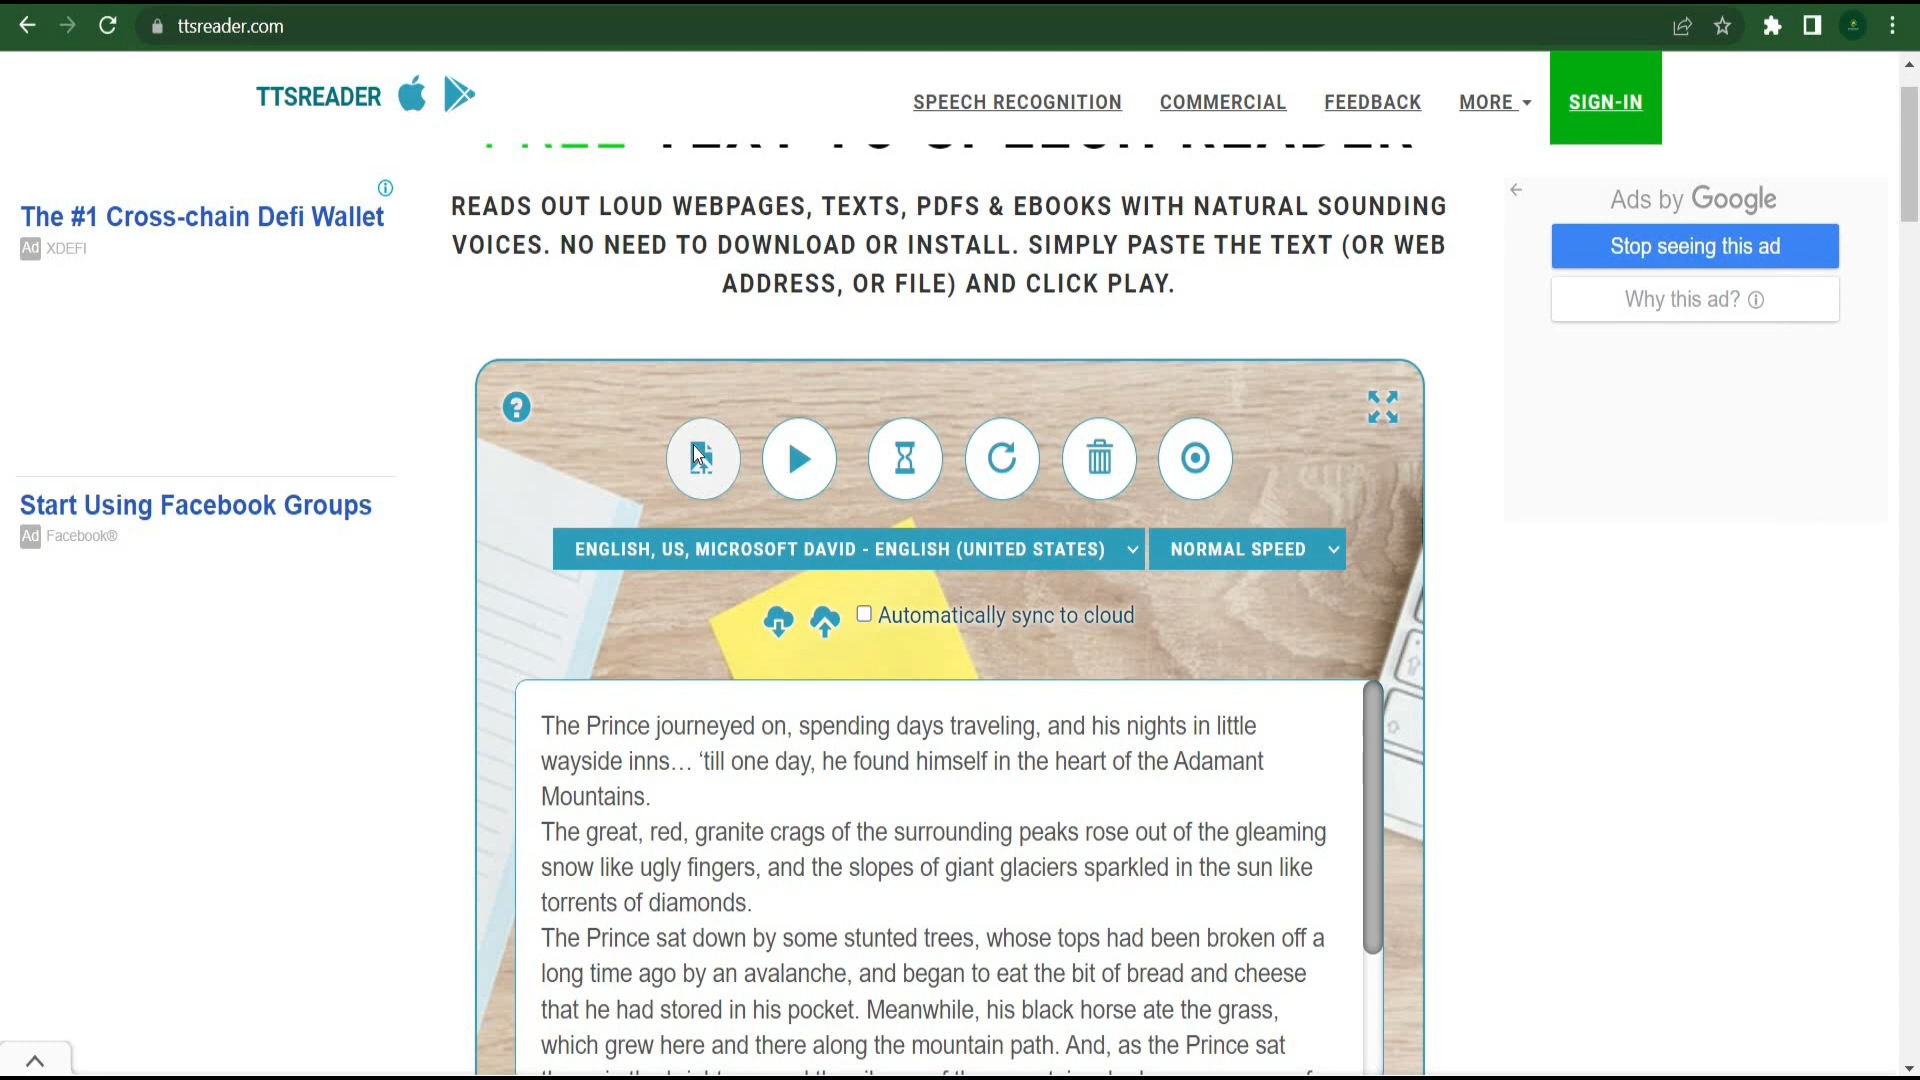 ttsreader.com
TTSREADER
SPEECH RECOGNITION
COMMERCIAL
FEEDBACK
MORE
SIGN-IN
FREE TEXT TO SPEECH READER
READS OUT LOUD WEBPAGES, TEXTS, PDFS & EBOOKS WITH NATURAL SOUNDING
VOICES. NO NEED TO DOWNLOAD OR INSTALL. SIMPLY PASTE THE TEXT (OR WEB
ADDRESS, OR FILE) AND CLICK PLAY.
The #1 Cross-chain Defi Wallet
Ad XDEFI
Start Using Facebook Groups
Ad Facebook®
Ads by Google
Stop seeing this ad
Why this ad?
ENGLISH, US, MICROSOFT DAVID - ENGLISH (UNITED STATES)
NORMAL SPEED
Automatically sync to cloud
The Prince journeyed on, spending days traveling, and his nights in little
wayside inns… ‘till one day, he found himself in the heart of the Adamant
Mountains.
The great, red, granite crags of the surrounding peaks rose out of the gleaming
snow like ugly fingers, and the slopes of giant glaciers sparkled in the sun like
torrents of diamonds.
The Prince sat down by some stunted trees, whose tops had been broken off a
long time ago by an avalanche, and began to eat the bit of bread and cheese
that he had stored in his pocket. Meanwhile, his black horse ate the grass,
which grew here and there along the mountain path. And, as the Prince sat